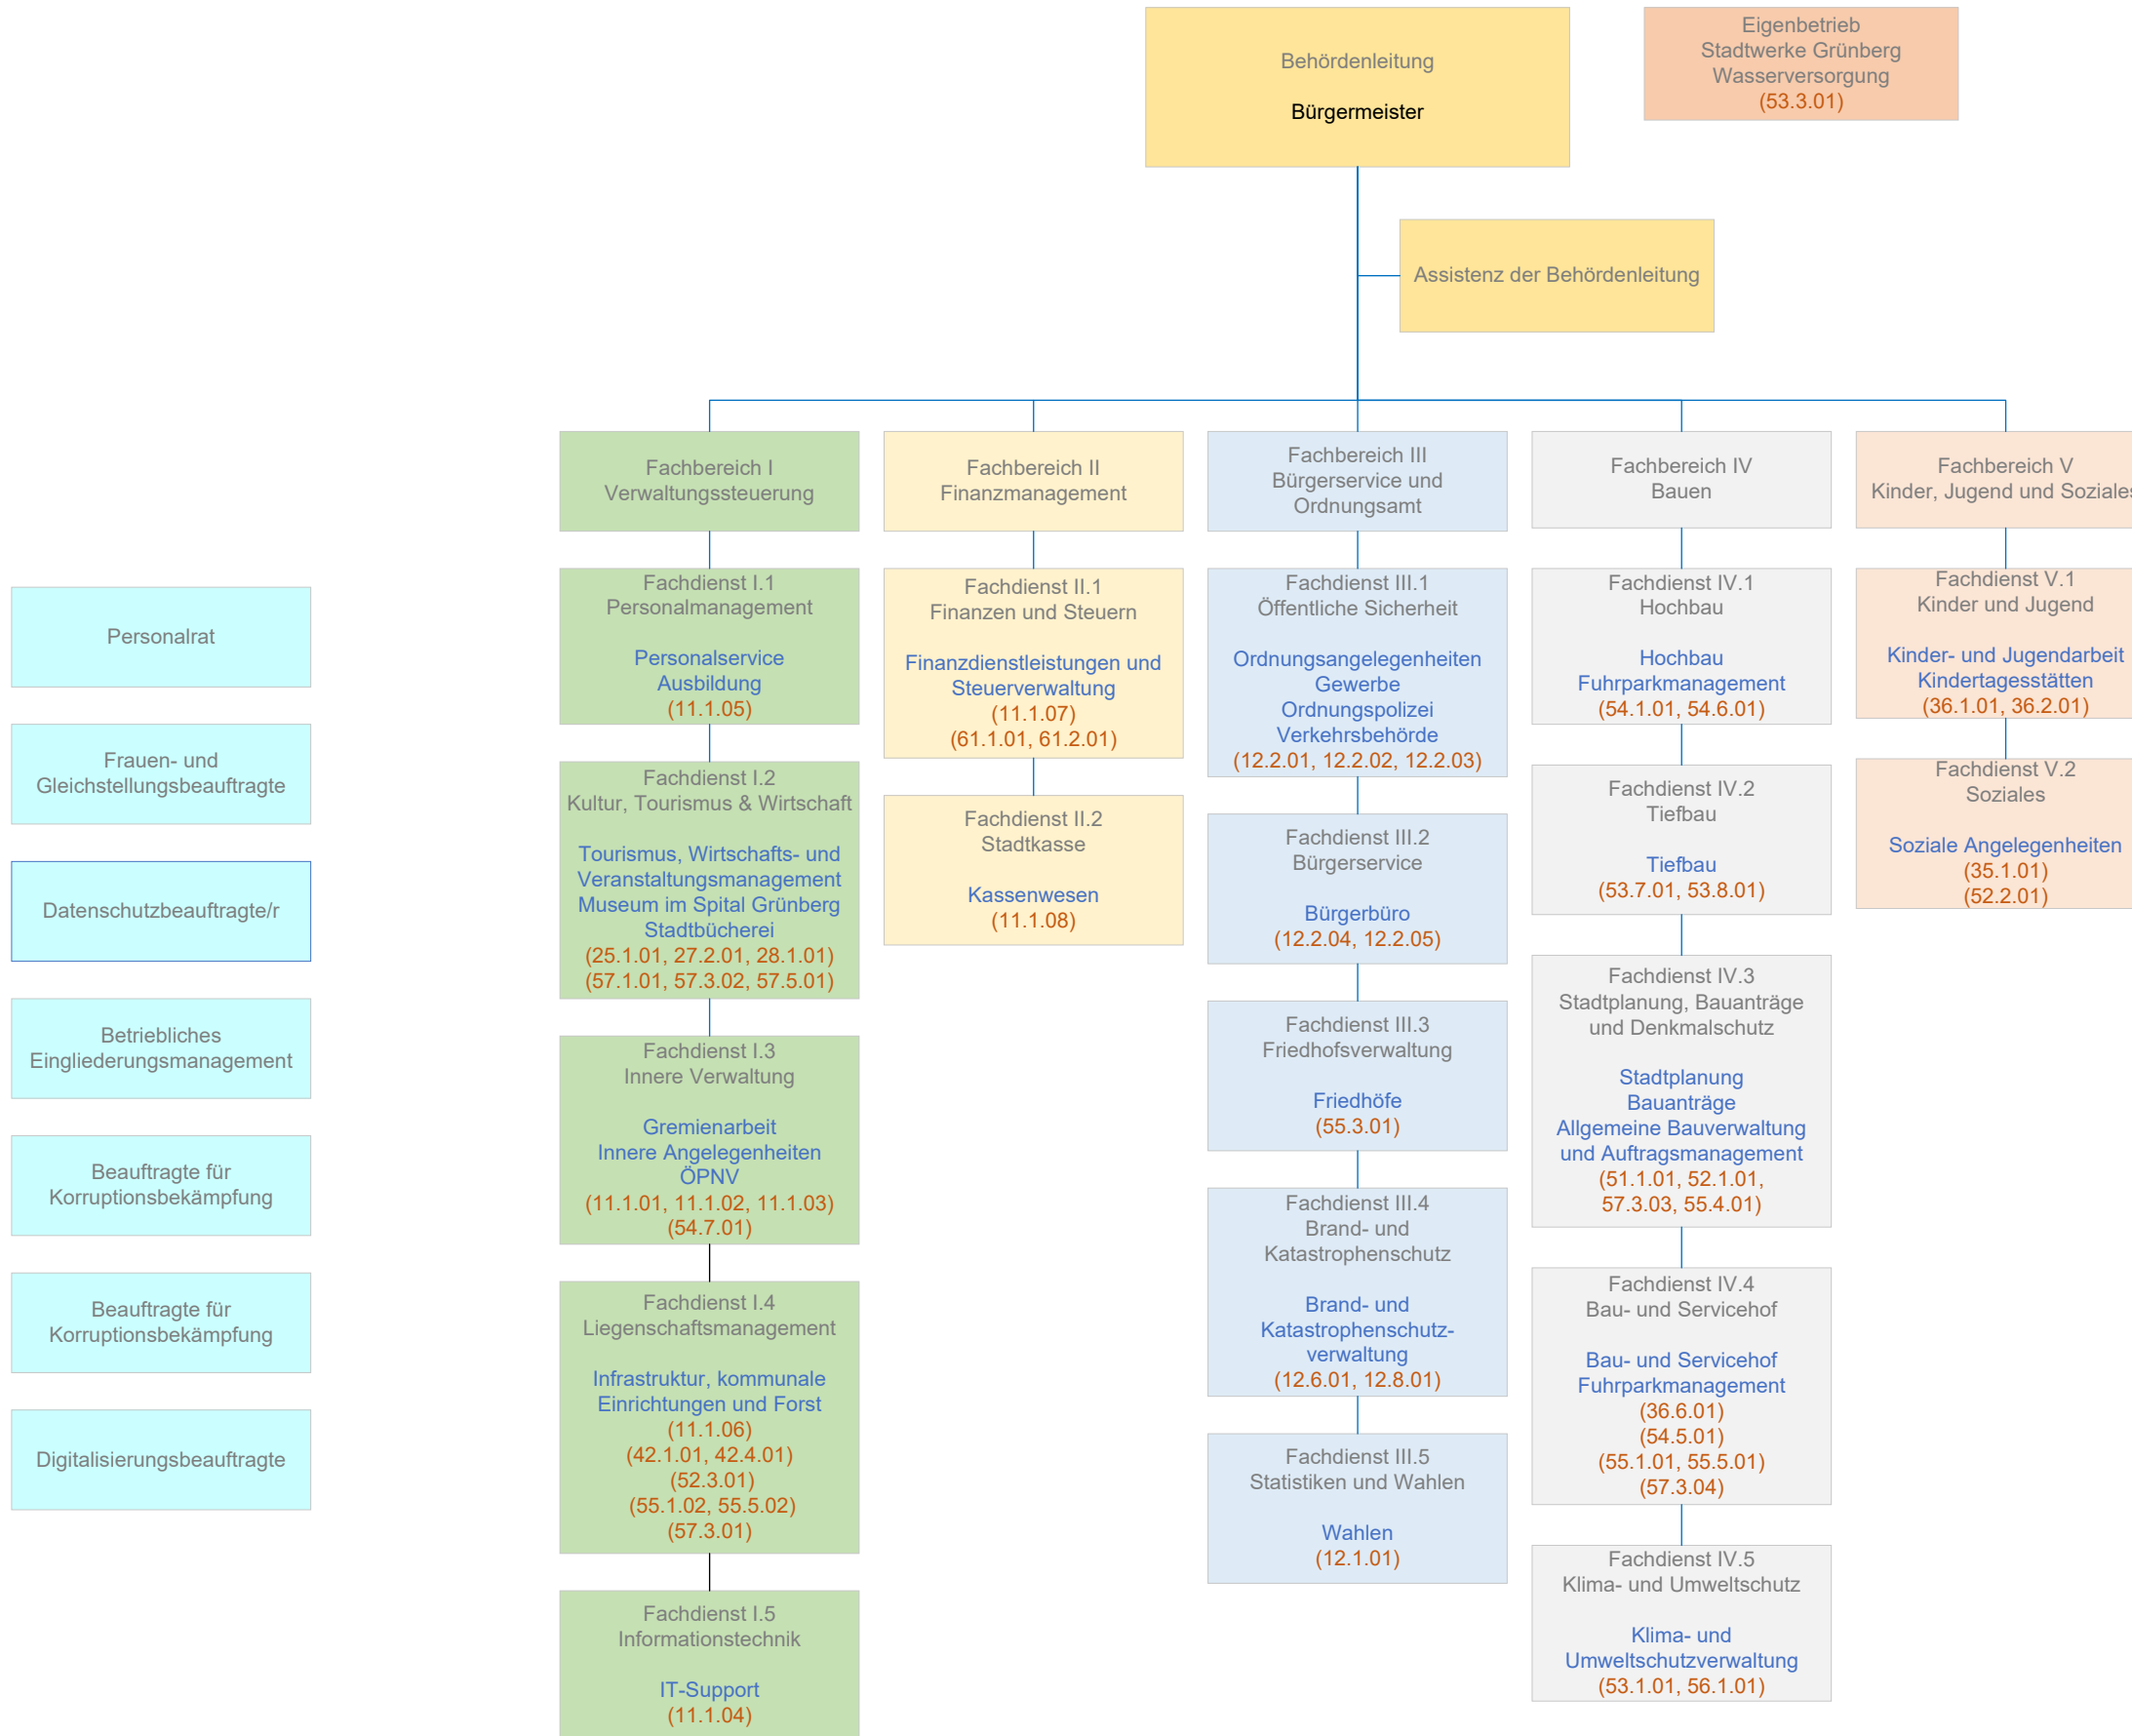 Behördenleitung
Bürgermeister
Eigenbetrieb
Stadtwerke Grünberg
Wasserversorgung
(53.3.01)
Assistenz der Behördenleitung
Fachbereich I
Verwaltungssteuerung
Fachbereich II
Finanzmanagement
Fachbereich III
Bürgerservice und
Ordnungsamt
Fachbereich IV
Bauen
Fachbereich V
Kinder, Jugend und Soziales
Personalrat
Frauen- und
Gleichstellungsbeauftragte
Datenschutzbeauftragte/r
Betriebliches
Eingliederungsmanagement
Beauftragte für
Korruptionsbekämpfung
Beauftragte für
Korruptionsbekämpfung
Digitalisierungsbeauftragte
Fachdienst I.1
Personalmanagement
Personalservice
Ausbildung
(11.1.05)
Fachdienst I.2
Kultur, Tourismus & Wirtschaft
Tourismus, Wirtschafts- und
Veranstaltungsmanagement
Museum im Spital Grünberg
Stadtbücherei
(25.1.01, 27.2.01, 28.1.01)
(57.1.01, 57.3.02, 57.5.01)
Fachdienst I.3
Innere Verwaltung
Gremienarbeit
Innere Angelegenheiten
ÖPNV
(11.1.01, 11.1.02, 11.1.03)
(54.7.01)
Fachdienst I.4
Liegenschaftsmanagement
Infrastruktur, kommunale
Einrichtungen und Forst
(11.1.06)
(42.1.01, 42.4.01)
(52.3.01)
(55.1.02, 55.5.02)
(57.3.01)
Fachdienst I.5
Informationstechnik
IT-Support
(11.1.04)
Fachdienst II.1
Finanzen und Steuern
Finanzdienstleistungen und
Steuerverwaltung
(11.1.07)
(61.1.01, 61.2.01)
Fachdienst II.2
Stadtkasse
Kassenwesen
(11.1.08)
Fachdienst III.1
Öffentliche Sicherheit
Ordnungsangelegenheiten
Gewerbe
Ordnungspolizei
Verkehrsbehörde
(12.2.01, 12.2.02, 12.2.03)
Fachdienst III.2
Bürgerservice
Bürgerbüro
(12.2.04, 12.2.05)
Fachdienst III.3
Friedhofsverwaltung
Friedhöfe
(55.3.01)
Fachdienst III.4
Brand- und
Katastrophenschutz
Brand- und
Katastrophenschutz-
verwaltung
(12.6.01, 12.8.01)
Fachdienst III.5
Statistiken und Wahlen
Wahlen
(12.1.01)
Fachdienst IV.1
Hochbau
Hochbau
Fuhrparkmanagement
(54.1.01, 54.6.01)
Fachdienst IV.2
Tiefbau
Tiefbau
(53.7.01, 53.8.01)
Fachdienst IV.3
Stadtplanung, Bauanträge
und Denkmalschutz
Stadtplanung
Bauanträge
Allgemeine Bauverwaltung
und Auftragsmanagement
(51.1.01, 52.1.01,
57.3.03, 55.4.01)
Fachdienst IV.4
Bau- und Servicehof
Bau- und Servicehof
Fuhrparkmanagement
(36.6.01)
(54.5.01)
(55.1.01, 55.5.01)
(57.3.04)
Fachdienst IV.5
Klima- und Umweltschutz
Klima- und
Umweltschutzverwaltung
(53.1.01, 56.1.01)
Fachdienst V.1
Kinder und Jugend
Kinder- und Jugendarbeit
Kindertagesstätten
(36.1.01, 36.2.01)
Fachdienst V.2
Soziales
Soziale Angelegenheiten
(35.1.01)
(52.2.01)